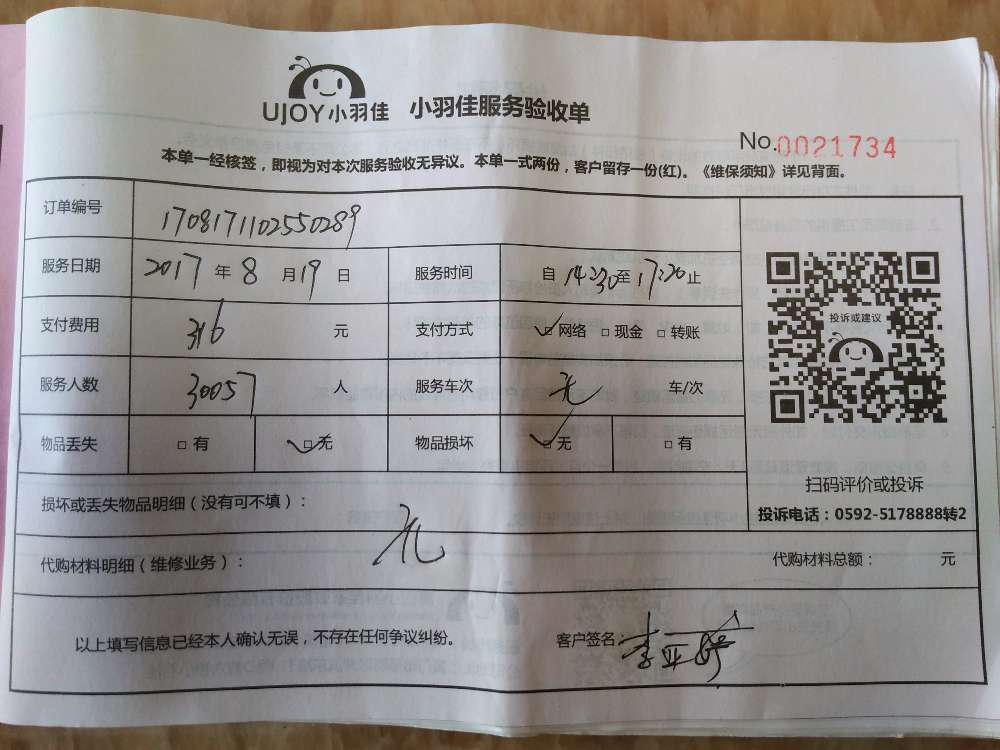 UJOY小羽佳 小羽佳服务验收单
No.0021734
本单一经核签，即视为对本次服务验收无异议。本单一式两份，客户留存一份(红)。《维保须知》详见背面。
订单编号 1708171102550289
服务日期 2017 年 8 月 19 日 服务时间 自 14:30 至 17:20 止
支付费用 316 元 支付方式 ✓□ 网络 □ 现金 □ 转账
服务人数 30057 人 服务车次 无 车/次
物品丢失 □ 有 ✓□ 无 物品损坏 ✓□ 无 □ 有
投诉或建议
扫码评价或投诉
投诉电话：0592-5178888转2
损坏或丢失物品明细（没有可不填）：
无
代购材料明细（维修业务）： 代购材料总额： 元
以上填写信息已经本人确认无误，不存在任何争议纠纷。 客户签名：李亚婷